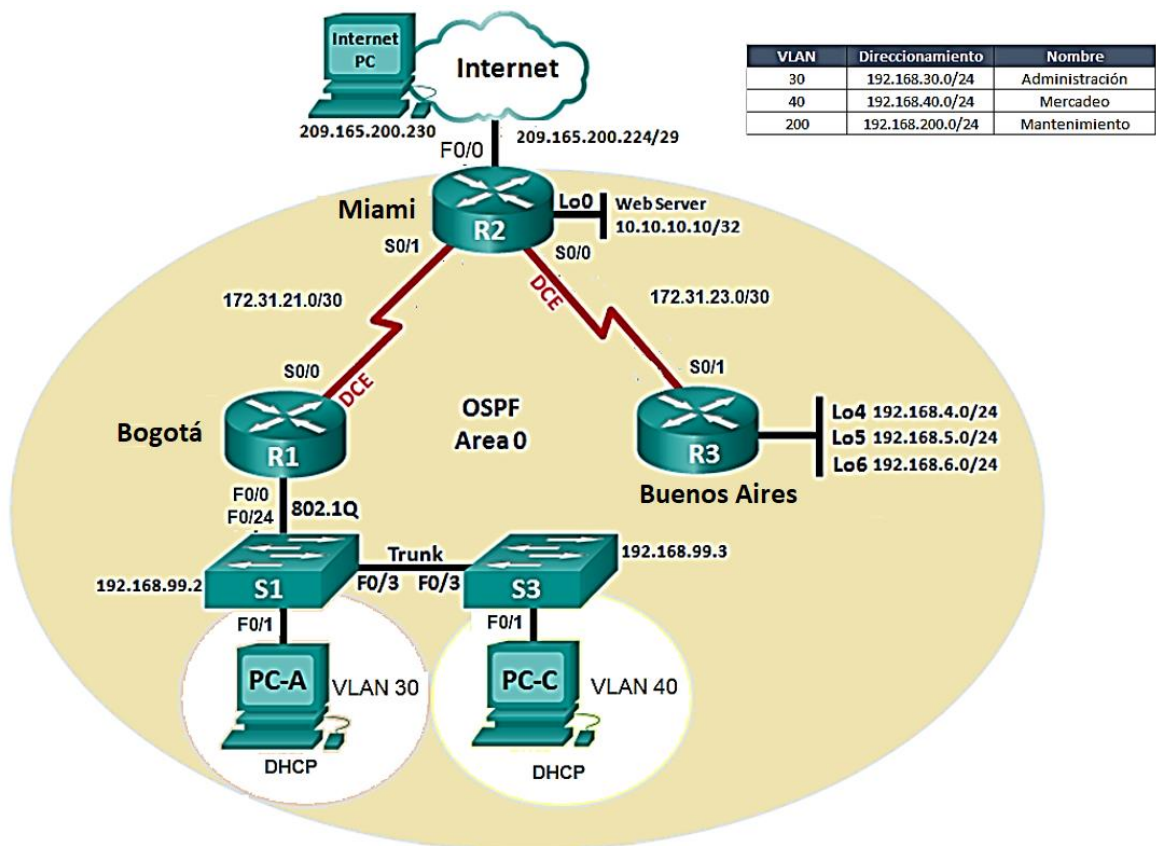 Internet
PC
Internet
209.165.200.230
209.165.200.224/29
F0/0
VLAN Direccionamiento Nombre
30 192.168.30.0/24 Administración
40 192.168.40.0/24 Mercadeo
200 192.168.200.0/24 Mantenimiento
Miami
R2
Lo0
Web Server
10.10.10.10/32
S0/1
S0/0
DCE
172.31.21.0/30
172.31.23.0/30
S0/0
DCE
S0/1
Bogotá
R1
OSPF
Area 0
R3
Buenos Aires
Lo4 192.168.4.0/24
Lo5 192.168.5.0/24
Lo6 192.168.6.0/24
F0/0
F0/24
802.1Q
192.168.99.2
S1
Trunk
F0/3
F0/3
S3
192.168.99.3
F0/1
F0/1
PC-A
VLAN 30
DHCP
PC-C
VLAN 40
DHCP